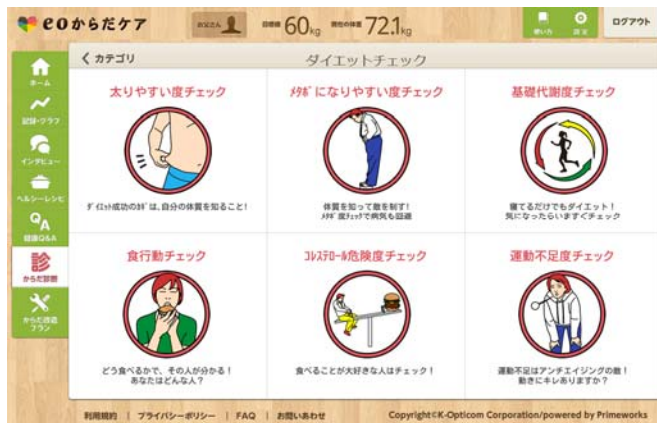 eoからだケア
お父さん
目標体重 60kg 現在の体重 72.1kg
使い方
設定
ログアウト
ホーム
記録・グラフ
インタビュー
ヘルシーレシピ
QA
健康Q&A
診
からだ診断
からだ改造
プラン
カテゴリ
ダイエットチェック
太りやすい度チェック
ﾀﾞｲｴｯﾄ成功のｶｷﾞは、自分の体質を知ること!
ﾒﾀﾎﾞになりやすい度チェック
体質を知って敵を制す!
ﾒﾀﾎﾞ度ﾁｪｯｸで病気も回避
基礎代謝度チェック
寝てるだけでもダイエット!
気になったらいますぐチェック
食行動チェック
どう食べるかで、その人が分かる!
あなたはどんな人?
ｺﾚｽﾃﾛｰﾙ危険度チェック
食べることが大好きな人はチェック!
運動不足度チェック
運動不足はアンチエイジングの敵!
動きにキレありますか?
利用規約 | プライバシーポリシー | FAQ | お問いあわせ
Copyright©K-Opticom Corporation/powered by Primeworks